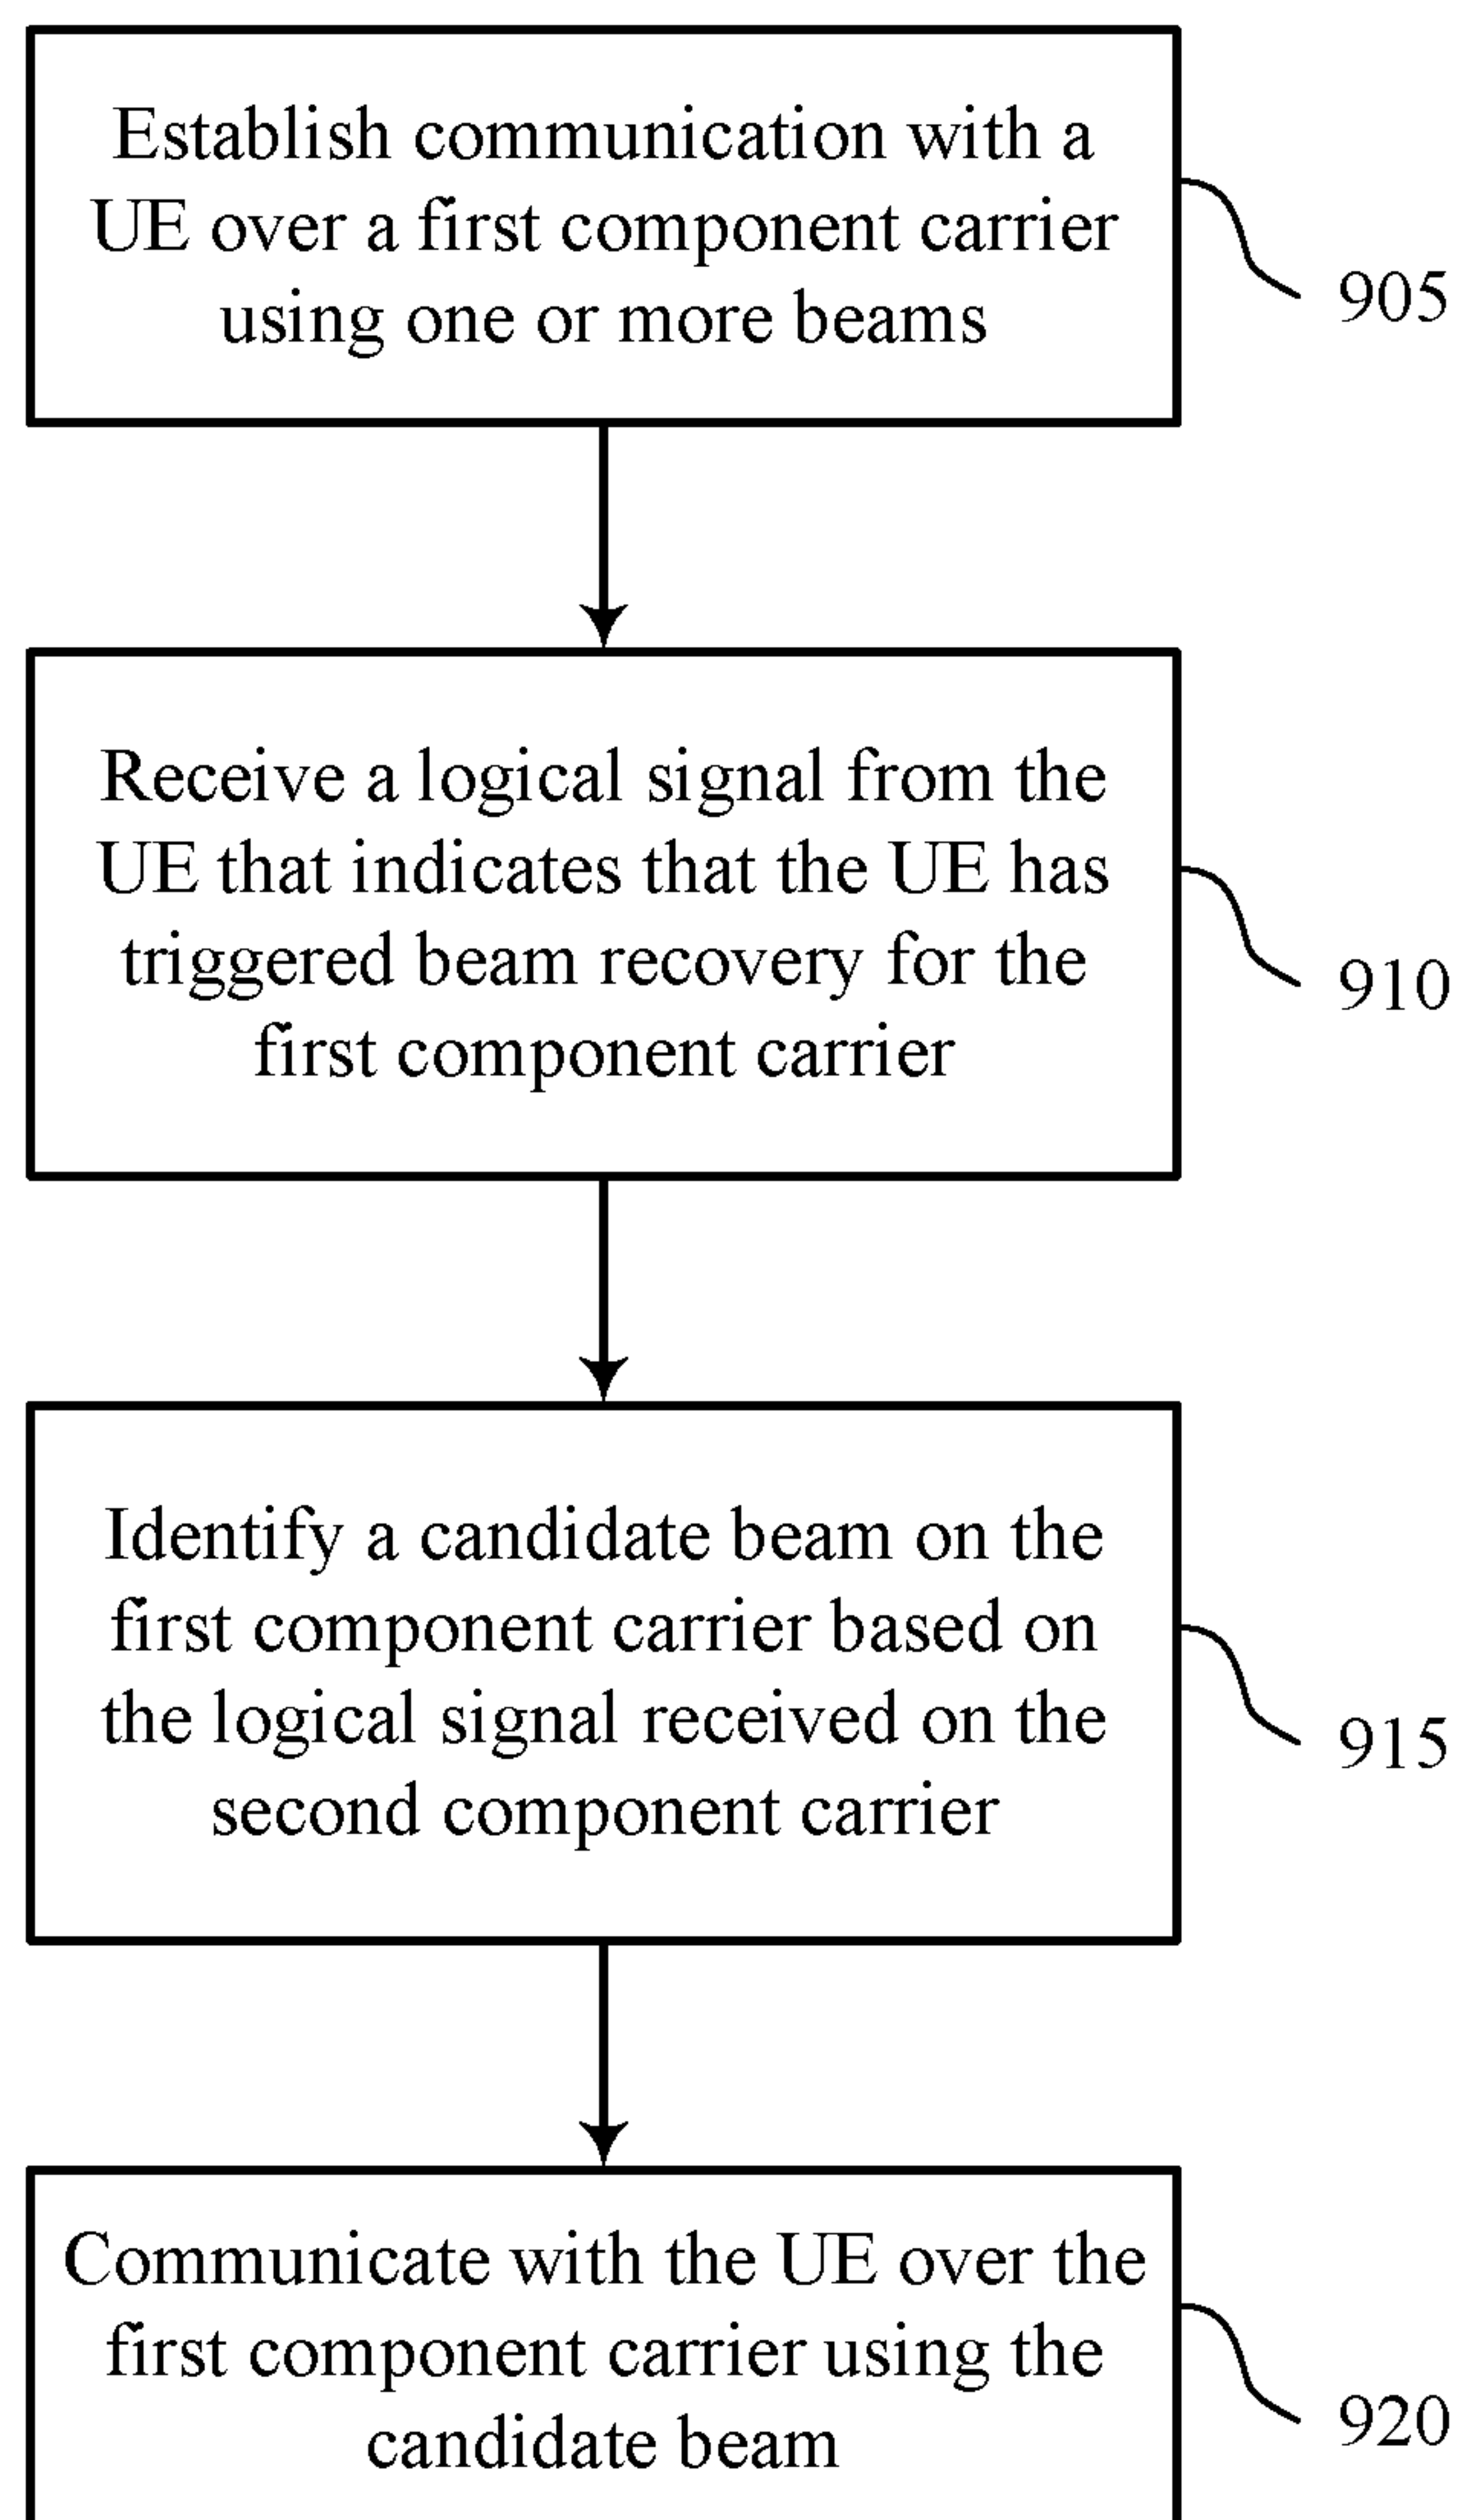 Establish communication with a
UE over a first component carrier
using one or more beams
905
Receive a logical signal from the
UE that indicates that the UE has
triggered beam recovery for the
first component carrier
910
Identify a candidate beam on the
first component carrier based on
the logical signal received on the
second component carrier
915
Communicate with the UE over the
first component carrier using the
candidate beam
920